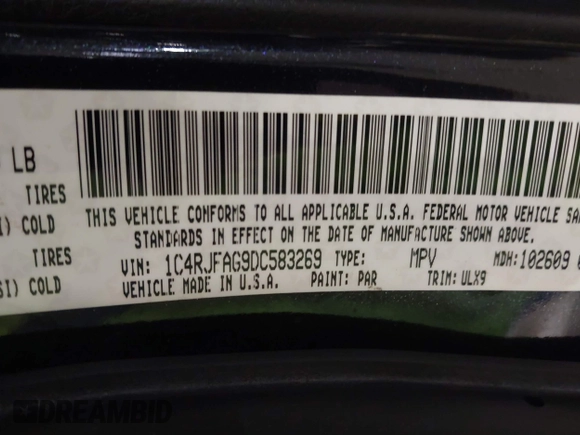 LB
TIRES
COLD
TIRES
SI) COLD
THIS VEHICLE CONFORMS TO ALL APPLICABLE U.S.A. FEDERAL MOTOR VEHICLE SA
STANDARDS IN EFFECT ON THE DATE OF MANUFACTURE SHOWN ABOVE.
VIN: 1C4RJFAG9DC583269 TYPE: MPV MDH:102609
VEHICLE MADE IN U.S.A. PAINT: PAR TRIM: ULX9
DREAMBID